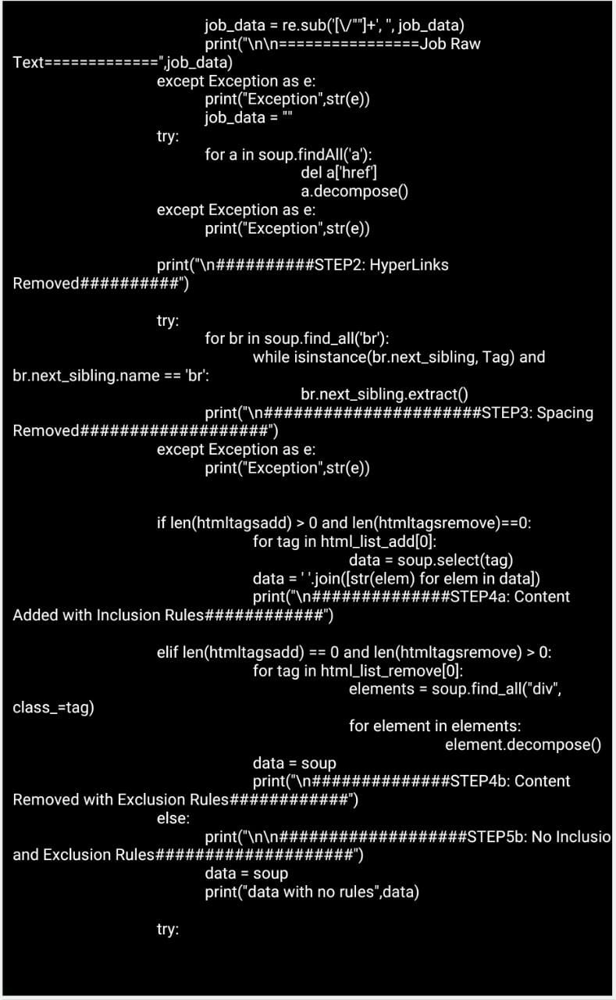 job_data = re.sub('[\/""]+', '', job_data)
print("\n\n================Job Raw
Text=============",job_data)
except Exception as e:
print("Exception",str(e))
job_data = ""
try:
for a in soup.findAll('a'):
del a['href']
a.decompose()
except Exception as e:
print("Exception",str(e))
print("\n##########STEP2: HyperLinks
Removed##########")
try:
for br in soup.find_all('br'):
while isinstance(br.next_sibling, Tag) and
br.next_sibling.name == 'br':
br.next_sibling.extract()
print("\n######################STEP3: Spacing
Removed###################")
except Exception as e:
print("Exception",str(e))
if len(htmltagsadd) > 0 and len(htmltagsremove)==0:
for tag in html_list_add[0]:
data = soup.select(tag)
data = ' '.join([str(elem) for elem in data])
print("\n##############STEP4a: Content
Added with Inclusion Rules############")
elif len(htmltagsadd) == 0 and len(htmltagsremove) > 0:
for tag in html_list_remove[0]:
elements = soup.find_all("div",
class_=tag)
for element in elements:
element.decompose()
data = soup
print("\n##############STEP4b: Content
Removed with Exclusion Rules############")
else:
print("\n\n###################STEP5b: No Inclusio
and Exclusion Rules####################")
data = soup
print("data with no rules",data)
try: